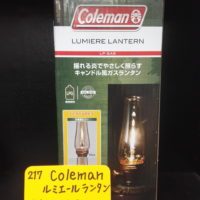 Coleman
LUMIERE LANTERN
LP GAS
揺れる炎でやさしく照らす
キャンドル風ガスランタン
217 Coleman
ルミエールランタン